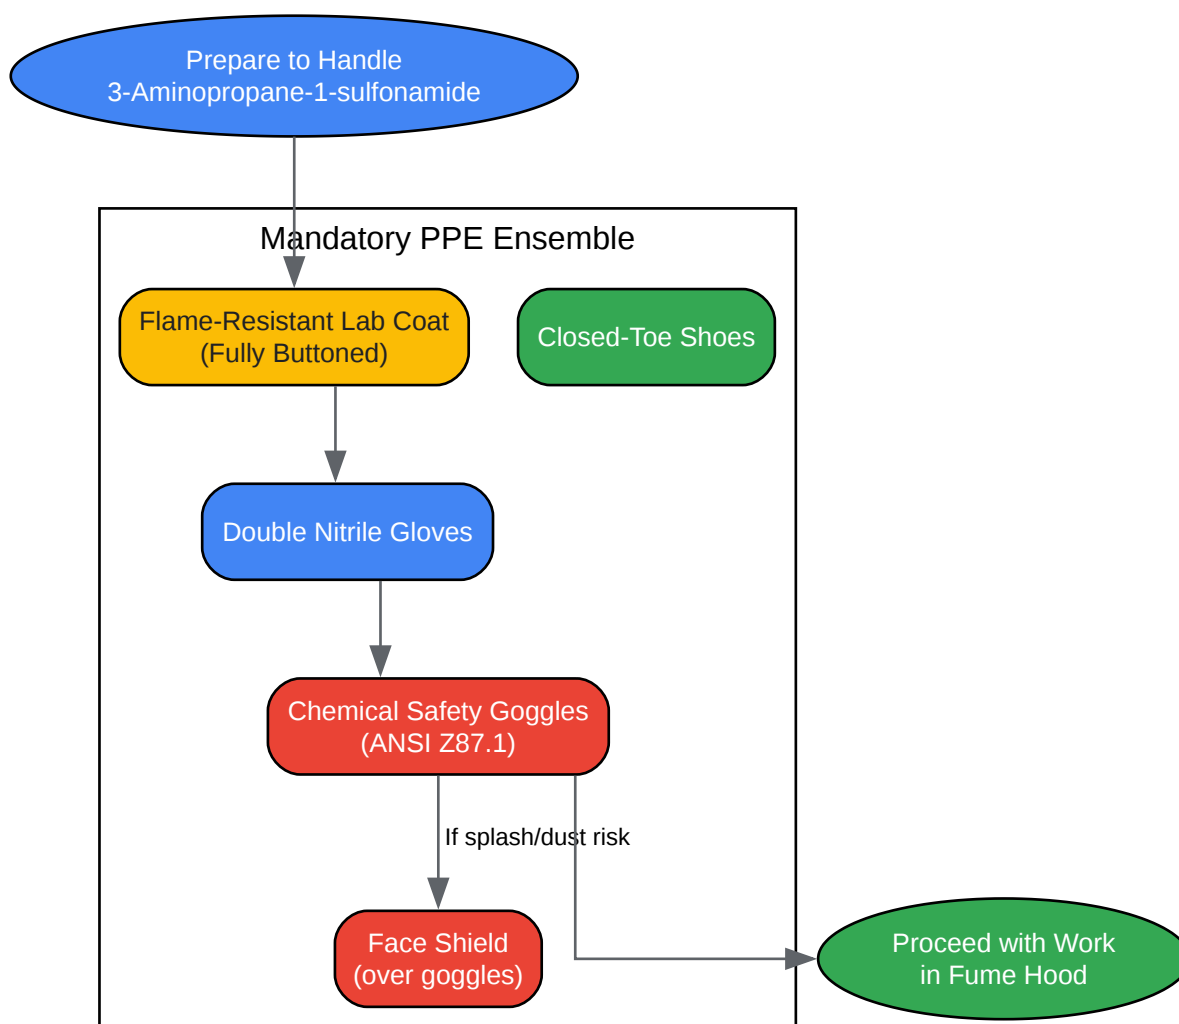 Prepare to Handle
3-Aminopropane-1-sulfonamide
Mandatory PPE Ensemble
Flame-Resistant Lab Coat
(Fully Buttoned)
Closed-Toe Shoes
Double Nitrile Gloves
Chemical Safety Goggles
(ANSI Z87.1)
If splash/dust risk
Face Shield
(over goggles)
Proceed with Work
in Fume Hood